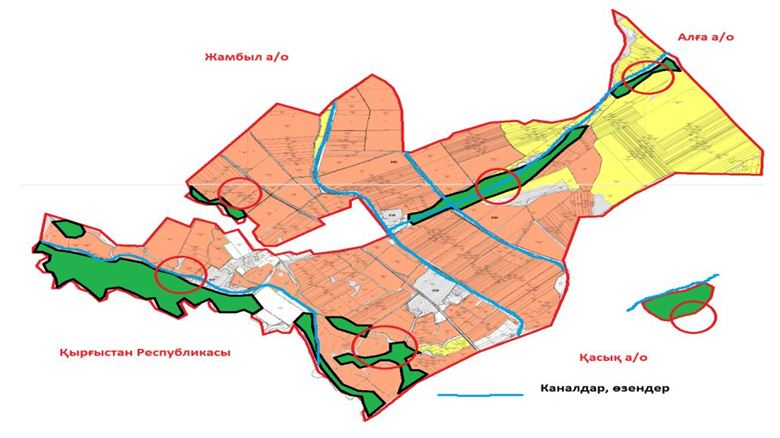 Алға а/о
Жамбыл а/о
Қырғыстан Республикасы
Қасық а/о
Каналдар, өзендер